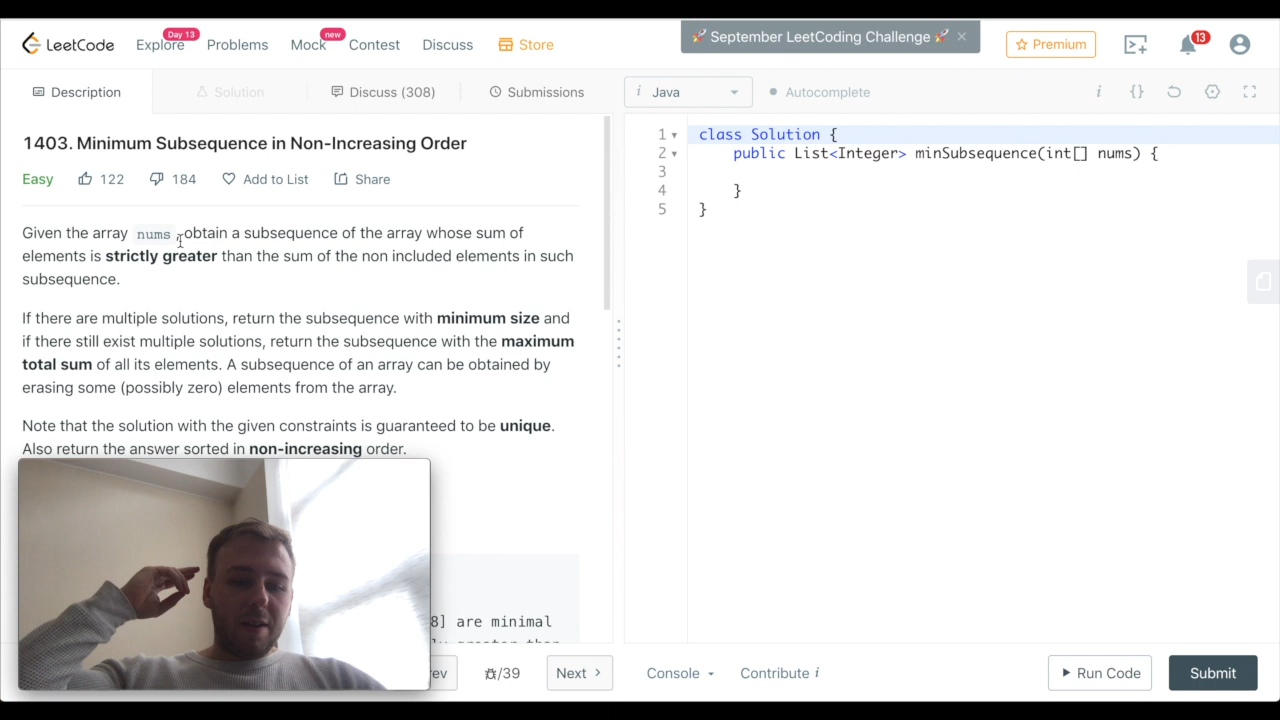 Day 13
new
LeetCode
Explore
Problems
Mock
Contest
Discuss
Store
🚀 September LeetCoding Challenge 🚀 ×
Premium
13
Description
Solution
Discuss (308)
Submissions
i Java
Autocomplete
i
{}
1403. Minimum Subsequence in Non-Increasing Order
Easy
122
184
Add to List
Share
Given the array nums obtain a subsequence of the array whose sum of
elements is strictly greater than the sum of the non included elements in such
subsequence.
If there are multiple solutions, return the subsequence with minimum size and
if there still exist multiple solutions, return the subsequence with the maximum
total sum of all its elements. A subsequence of an array can be obtained by
erasing some (possibly zero) elements from the array.
Note that the solution with the given constraints is guaranteed to be unique.
Also return the answer sorted in non-increasing order.
8] are minimal
1 class Solution {
2 public List<Integer> minSubsequence(int[] nums) {
3
4 }
5 }
/39
Next >
Console
Contribute i
Run Code
Submit